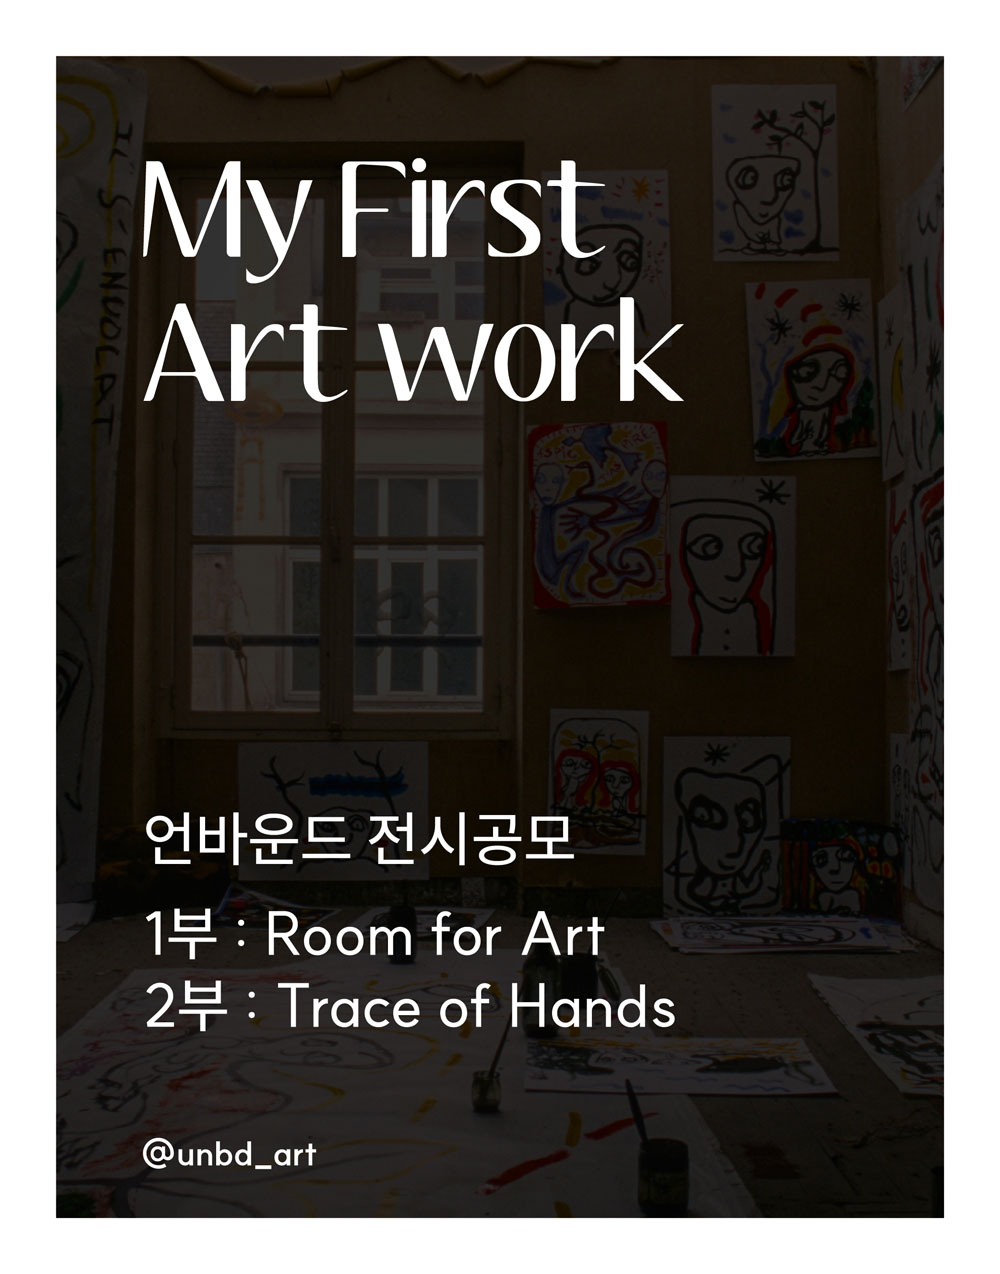 My First
Art work
언바운드 전시공모
1부 : Room for Art
2부 : Trace of Hands
@unbd_art